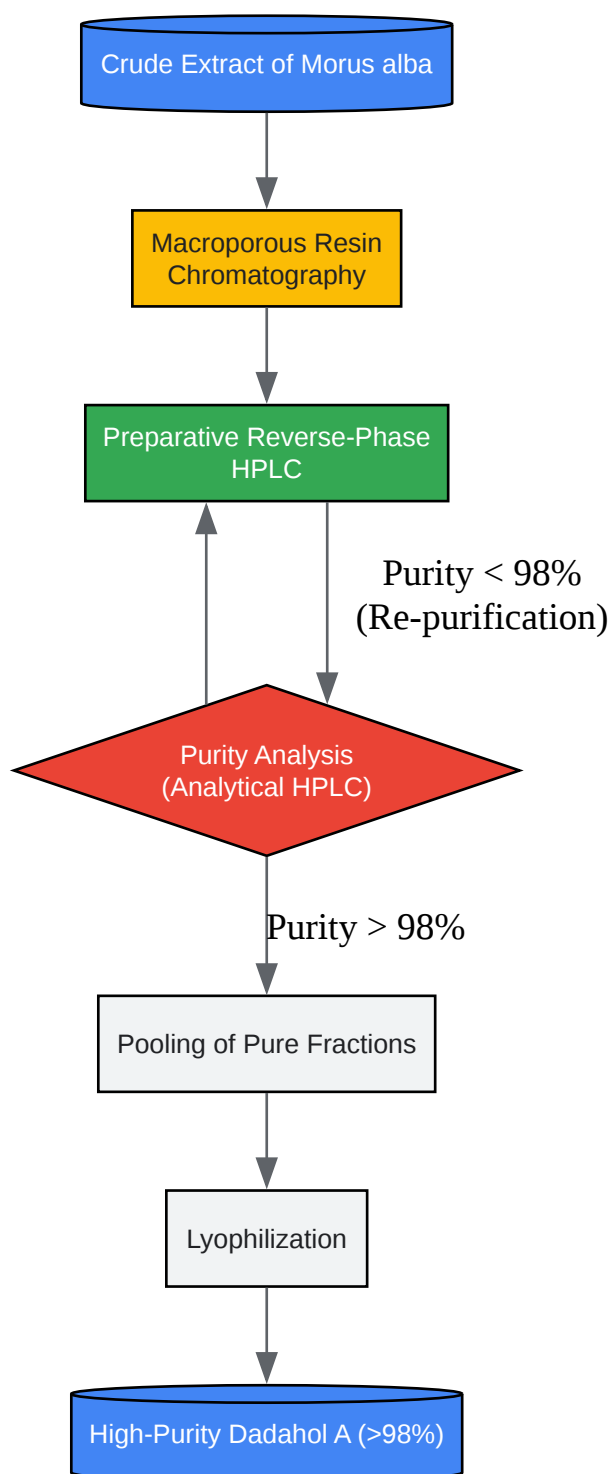 Crude Extract of Morus alba
Macroporous Resin
Chromatography
Preparative Reverse-Phase
HPLC
Purity < 98%
(Re-purification)
Purity Analysis
(Analytical HPLC)
Purity > 98%
Pooling of Pure Fractions
Lyophilization
High-Purity Dadahol A (>98%)